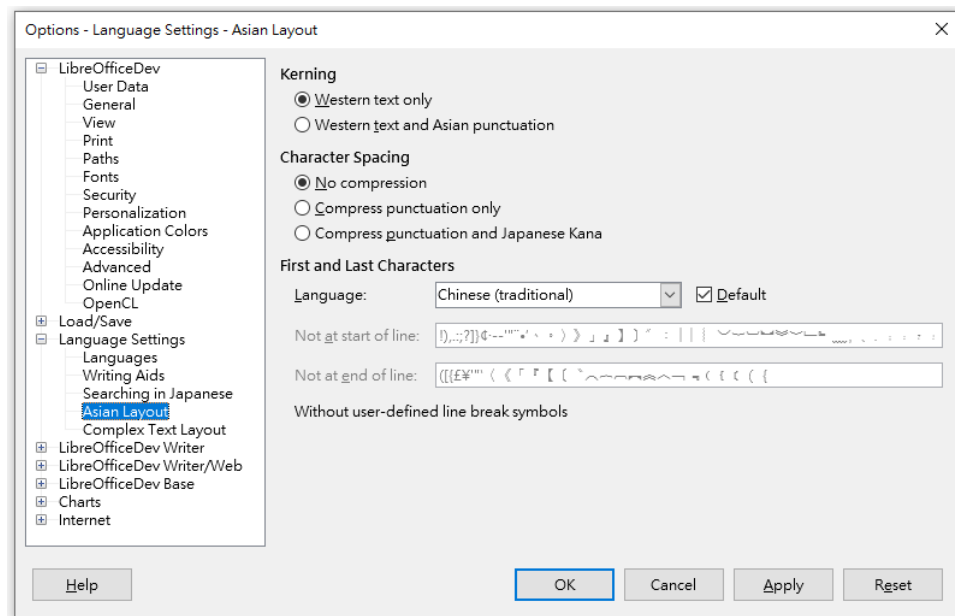 Options - Language Settings - Asian Layout
LibreOfficeDev
User Data
General
View
Print
Paths
Fonts
Security
Personalization
Application Colors
Accessibility
Advanced
Online Update
OpenCL
Load/Save
Language Settings
Languages
Writing Aids
Searching in Japanese
Asian Layout
Complex Text Layout
LibreOfficeDev Writer
LibreOfficeDev Writer/Web
LibreOfficeDev Base
Charts
Internet
Kerning
Western text only
Western text and Asian punctuation
Character Spacing
No compression
Compress punctuation only
Compress punctuation and Japanese Kana
First and Last Characters
Language: Chinese (traditional) Default
Not at start of line:
Not at end of line:
Without user-defined line break symbols
Help OK Cancel Apply Reset